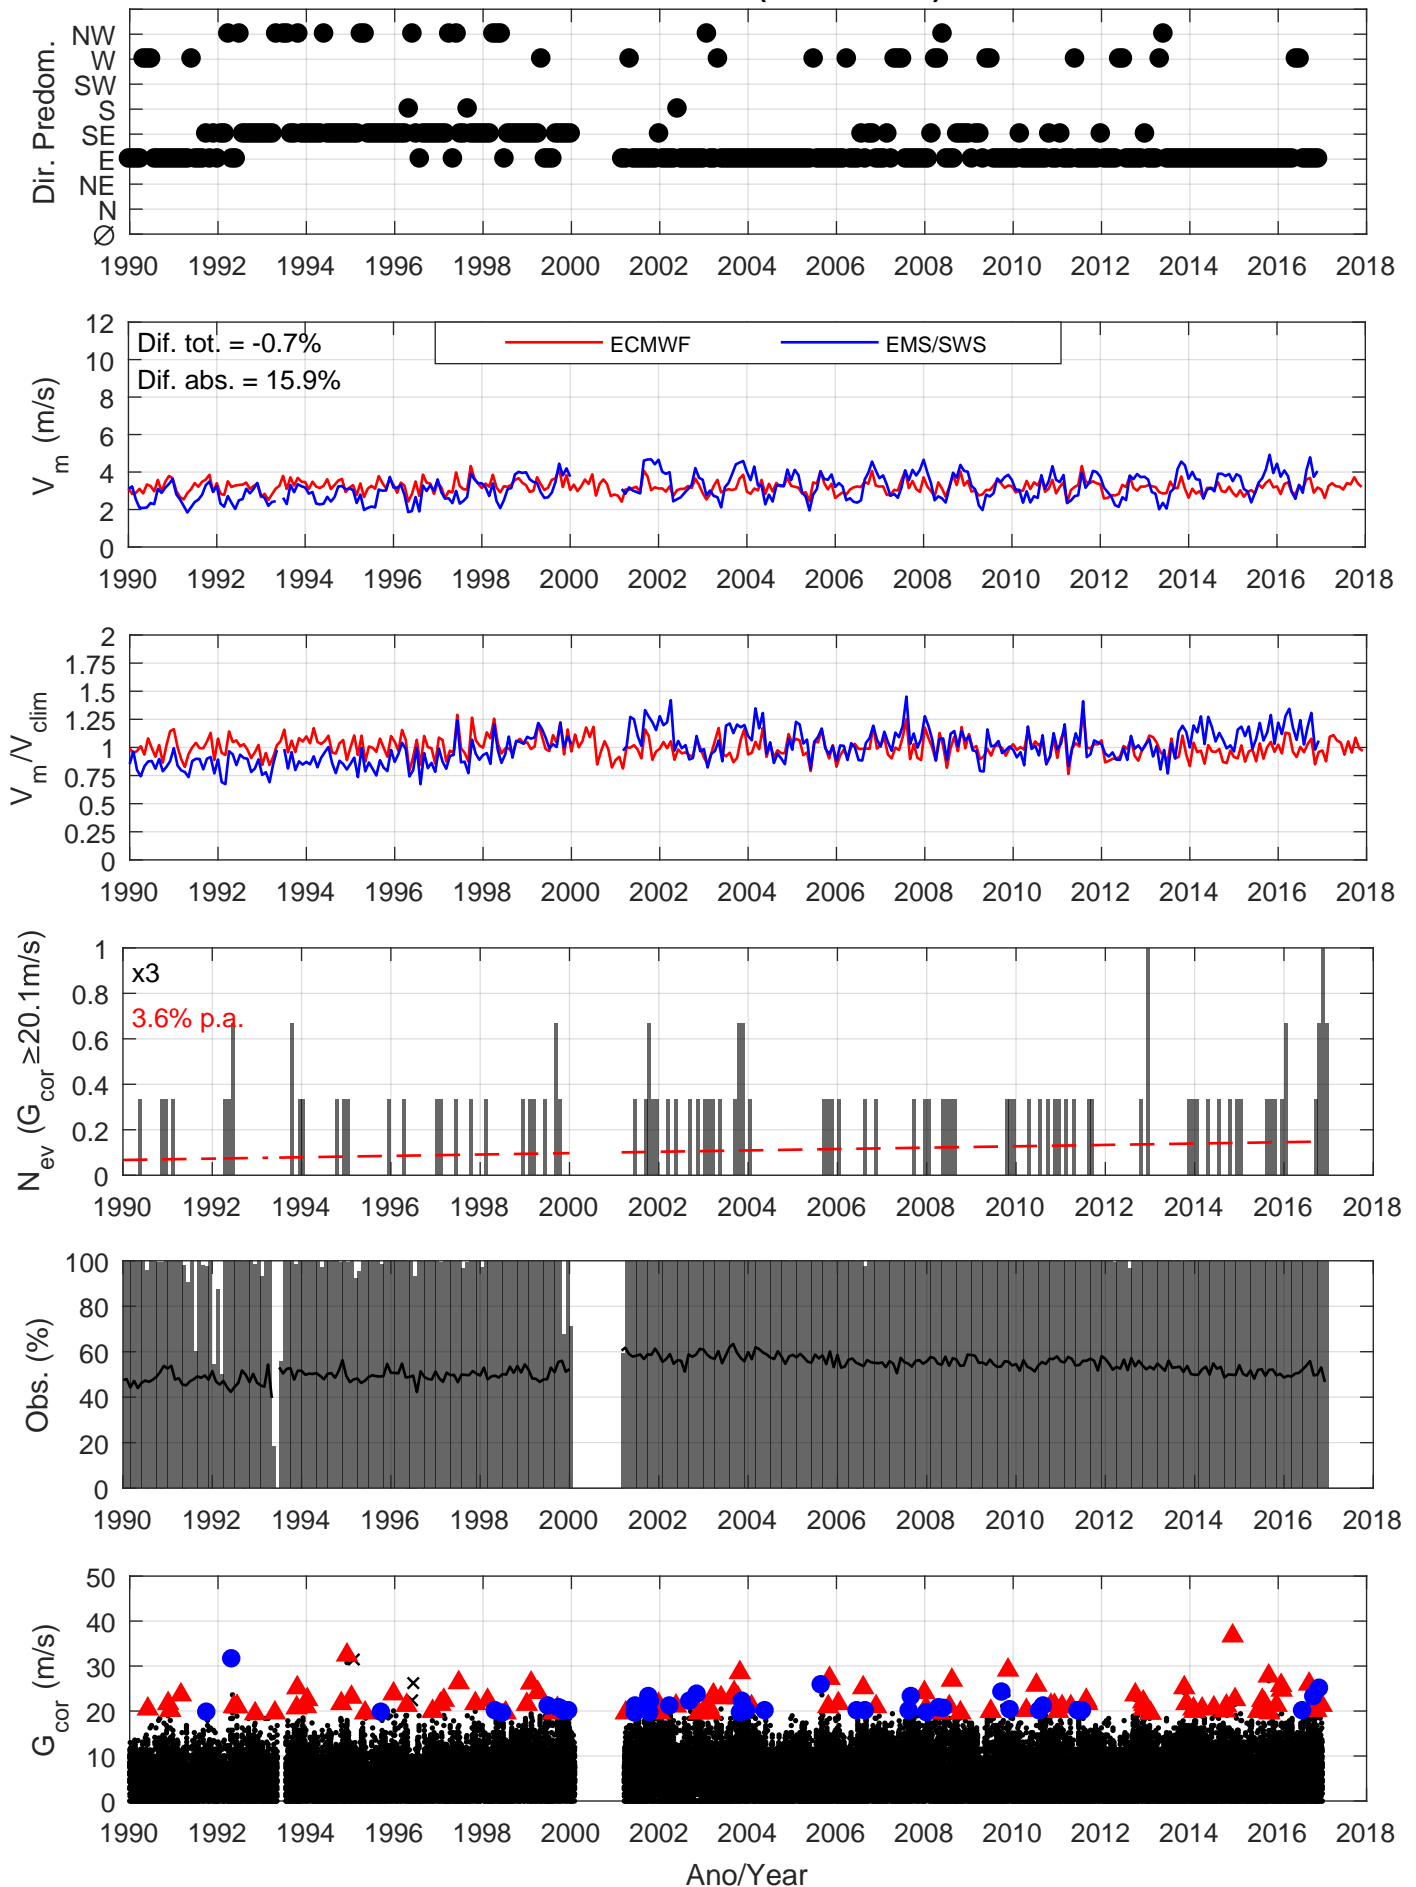 Dir. Predom.
NW
W
SW
S
SE
E
NE
N
Ø
1990 1992 1994 1996 1998 2000 2002 2004 2006 2008 2010 2012 2014 2016 2018
V_m (m/s)
12
10
8
6
4
2
0
Dif. tot. = -0.7%
Dif. abs. = 15.9%
ECMWF
EMS/SWS
1990 1992 1994 1996 1998 2000 2002 2004 2006 2008 2010 2012 2014 2016 2018
V_m/V_clim
2
1.75
1.5
1.25
1
0.75
0.5
0.25
0
1990 1992 1994 1996 1998 2000 2002 2004 2006 2008 2010 2012 2014 2016 2018
N_ev (G_cor≥20.1m/s)
1
0.8
0.6
0.4
0.2
0
x3
3.6% p.a.
1990 1992 1994 1996 1998 2000 2002 2004 2006 2008 2010 2012 2014 2016 2018
Obs. (%)
100
80
60
40
20
0
1990 1992 1994 1996 1998 2000 2002 2004 2006 2008 2010 2012 2014 2016 2018
G_cor (m/s)
50
40
30
20
10
0
1990 1992 1994 1996 1998 2000 2002 2004 2006 2008 2010 2012 2014 2016 2018
Ano/Year